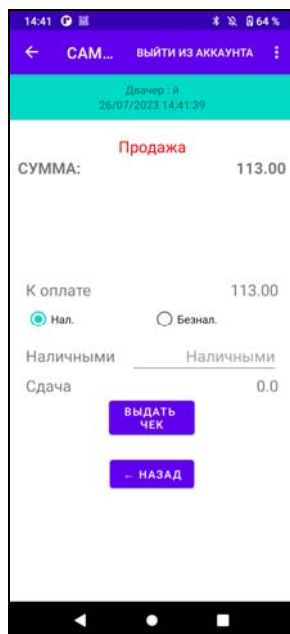 14:41 64 %
САМ... ВЫЙТИ ИЗ АККАУНТА
Двачер : й
26/07/2023 14:41:39
Продажа
СУММА: 113.00
К оплате 113.00
Нал. Безнал.
Наличными Наличными
Сдача 0.0
ВЫДАТЬ
ЧЕК
← НАЗАД